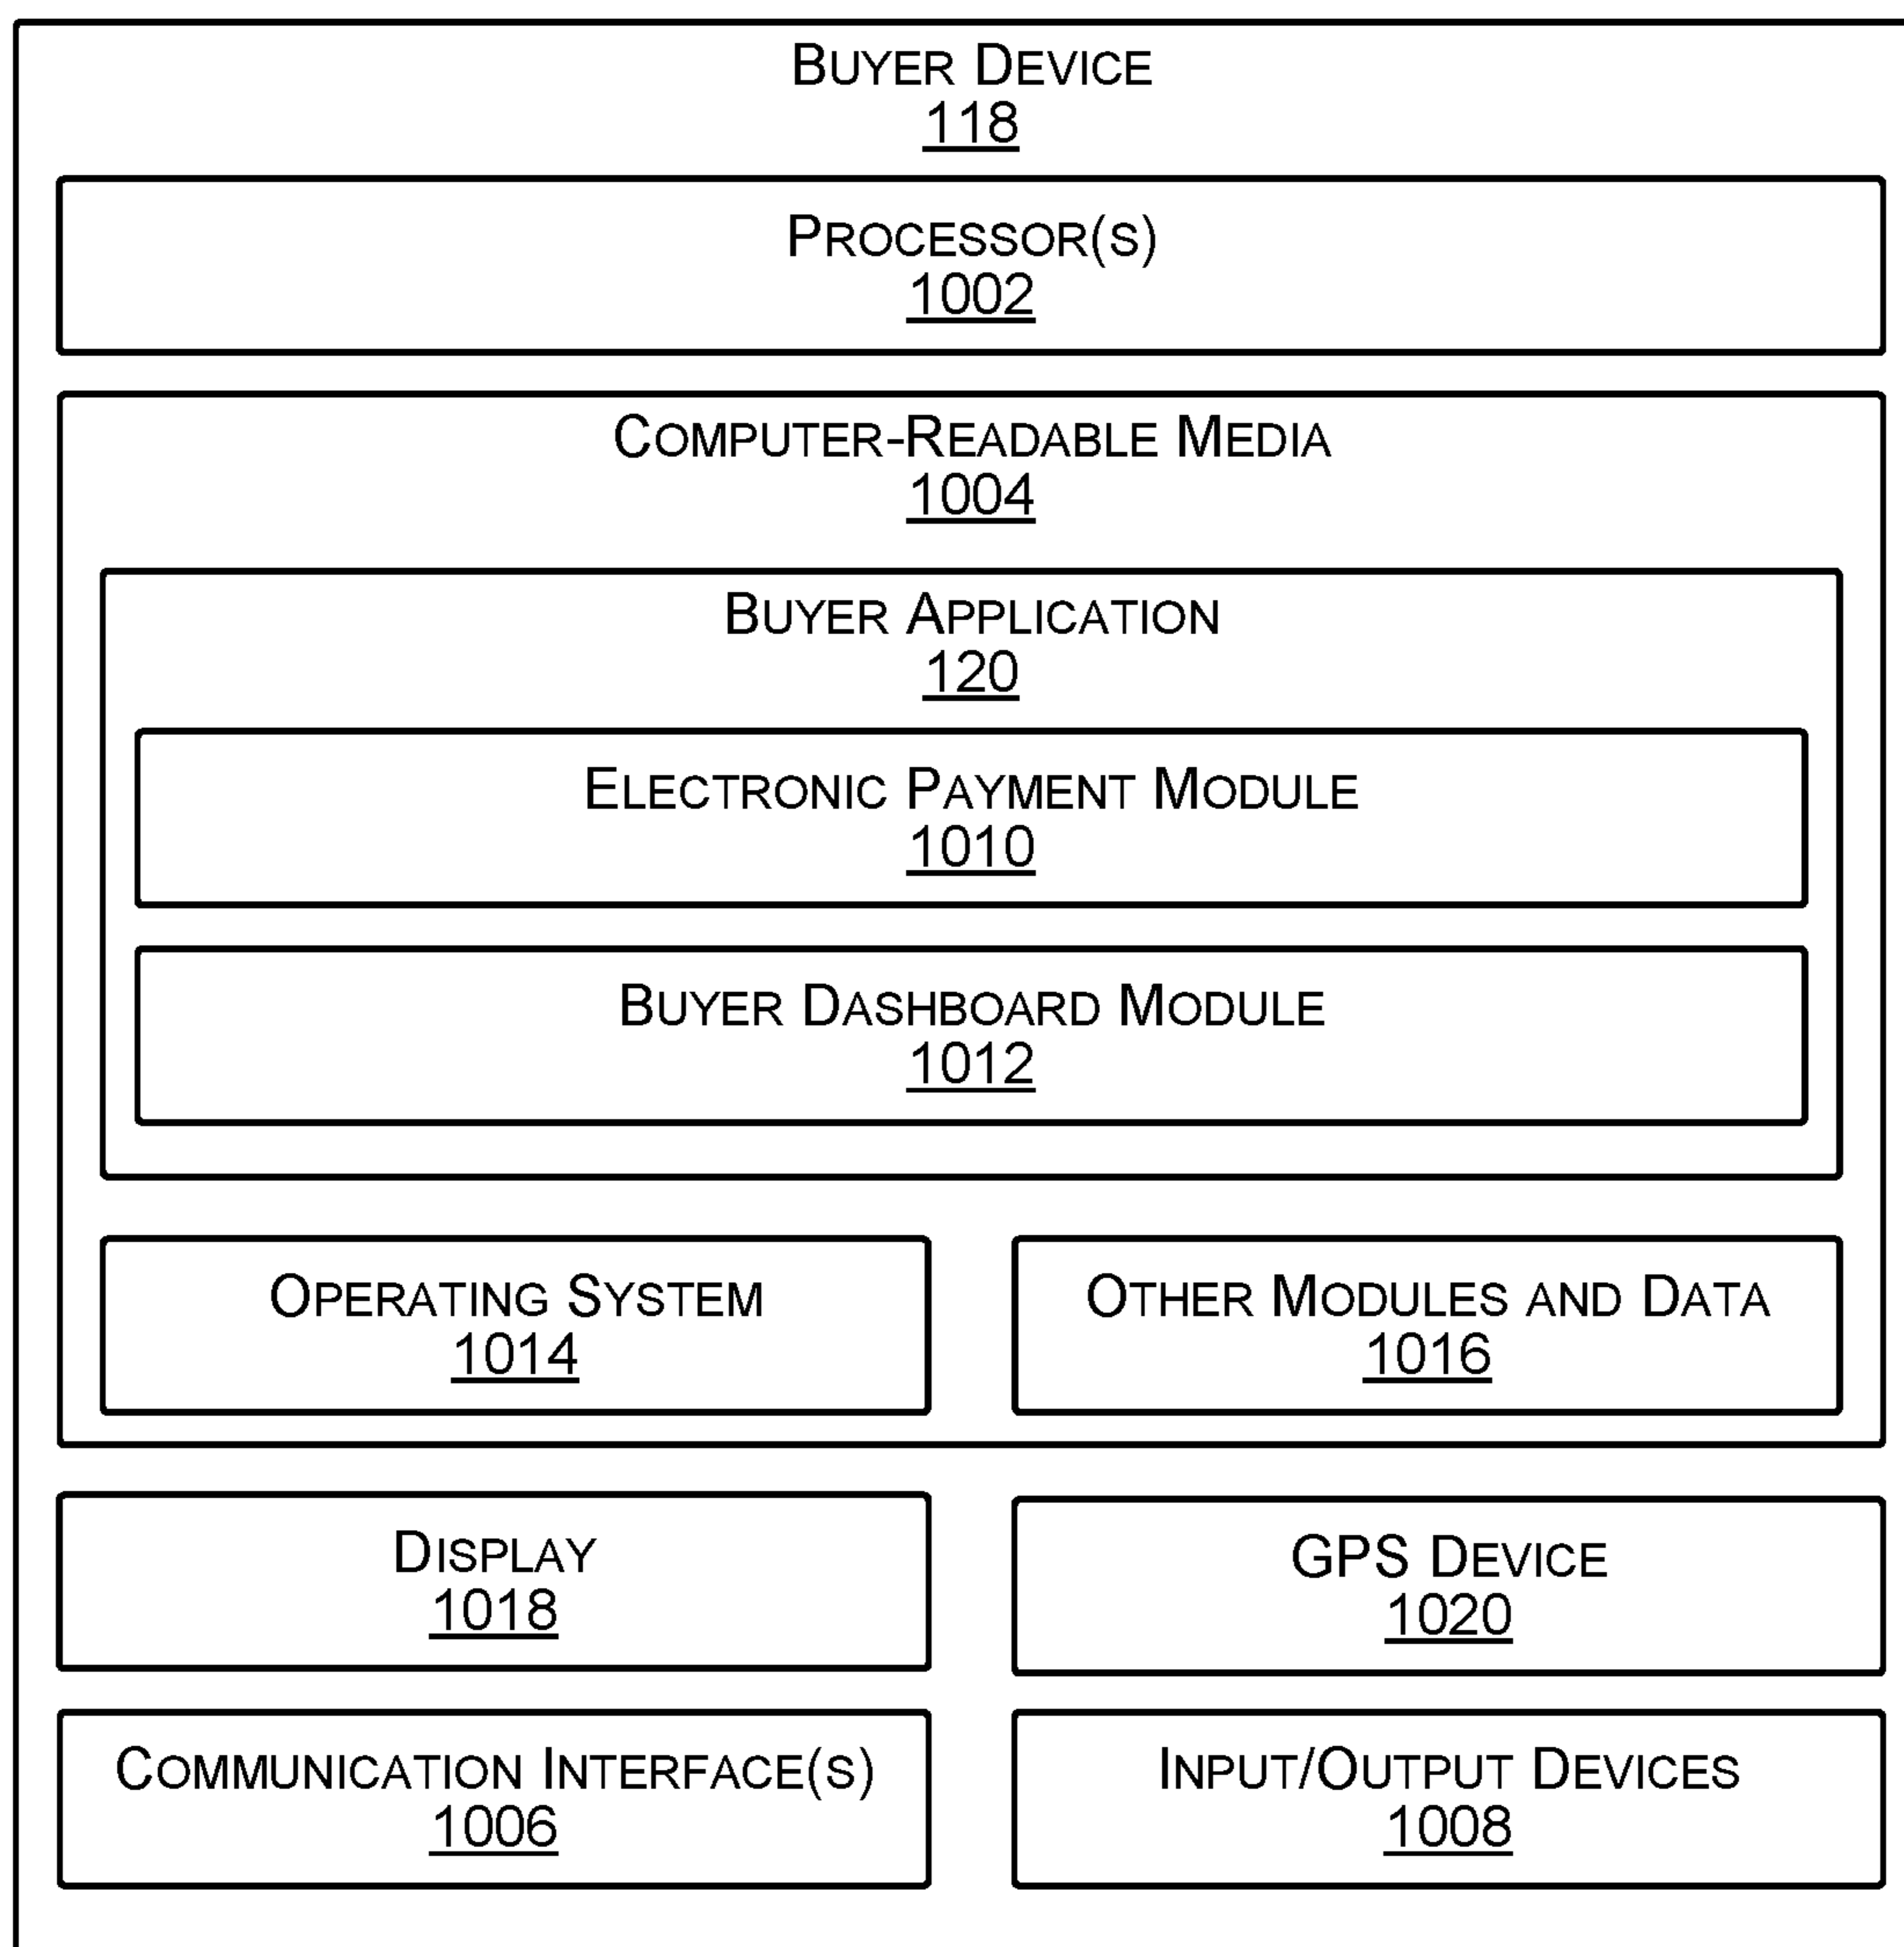 BUYER DEVICE
118
PROCESSOR(S)
1002
COMPUTER-READABLE MEDIA
1004
BUYER APPLICATION
120
ELECTRONIC PAYMENT MODULE
1010
BUYER DASHBOARD MODULE
1012
OPERATING SYSTEM
1014
OTHER MODULES AND DATA
1016
DISPLAY
1018
GPS DEVICE
1020
COMMUNICATION INTERFACE(S)
1006
INPUT/OUTPUT DEVICES
1008